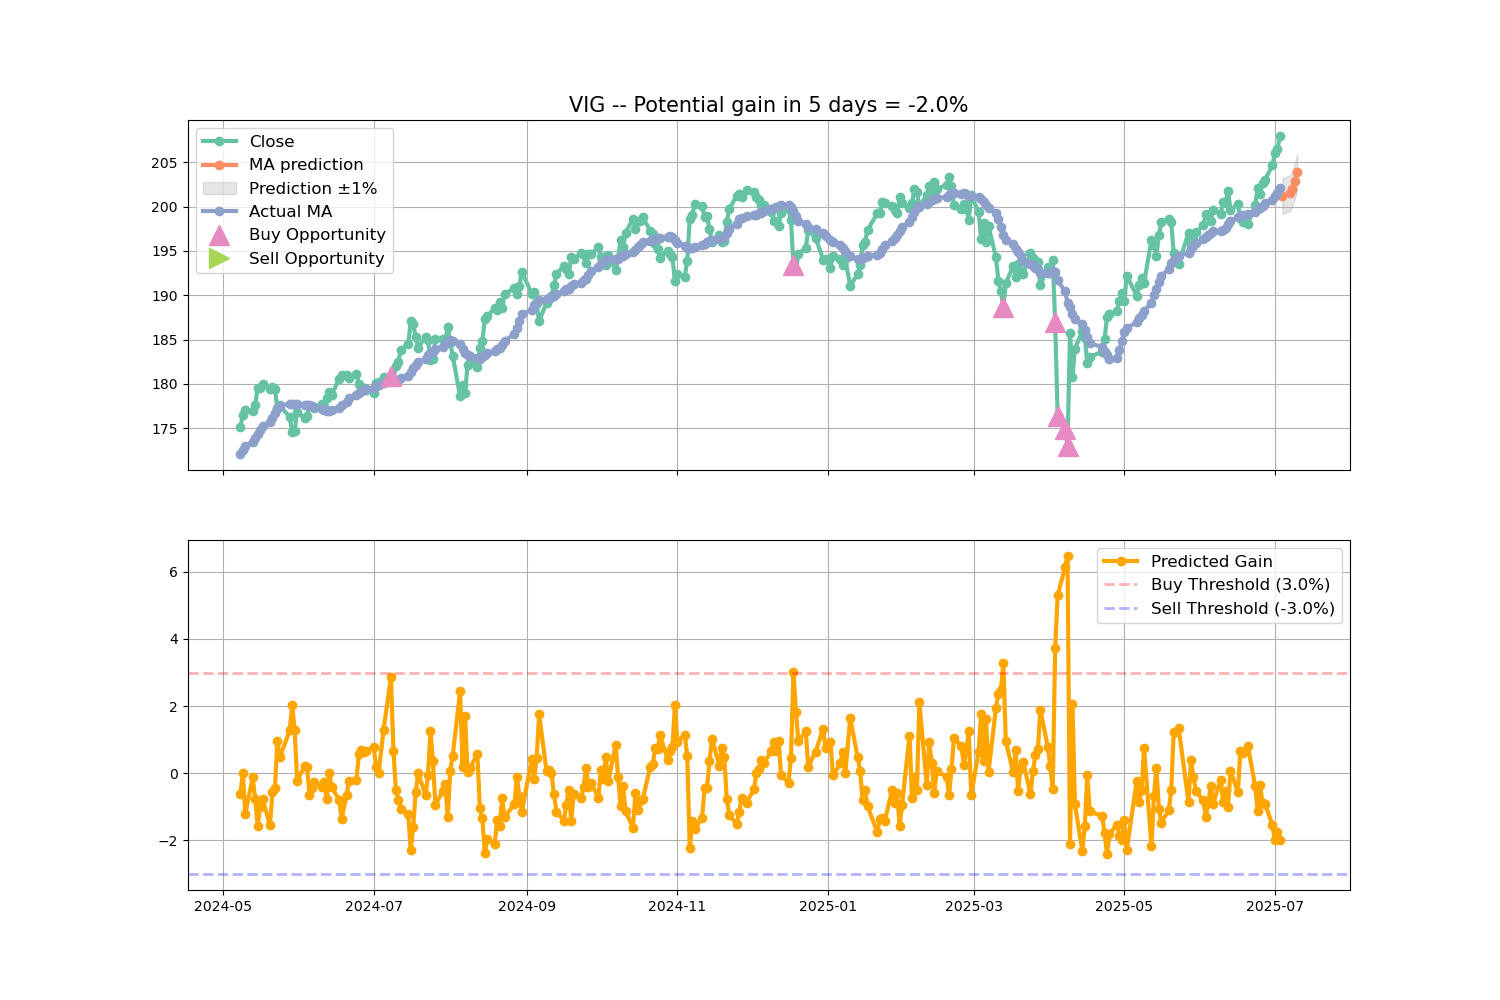 VIG -- Potential gain in 5 days = -2.0%
Close
MA prediction
Prediction ±1%
Actual MA
Buy Opportunity
Sell Opportunity
205
200
195
190
185
180
175
Predicted Gain
Buy Threshold (3.0%)
Sell Threshold (-3.0%)
6
4
2
0
−2
2024-05 2024-07 2024-09 2024-11 2025-01 2025-03 2025-05 2025-07